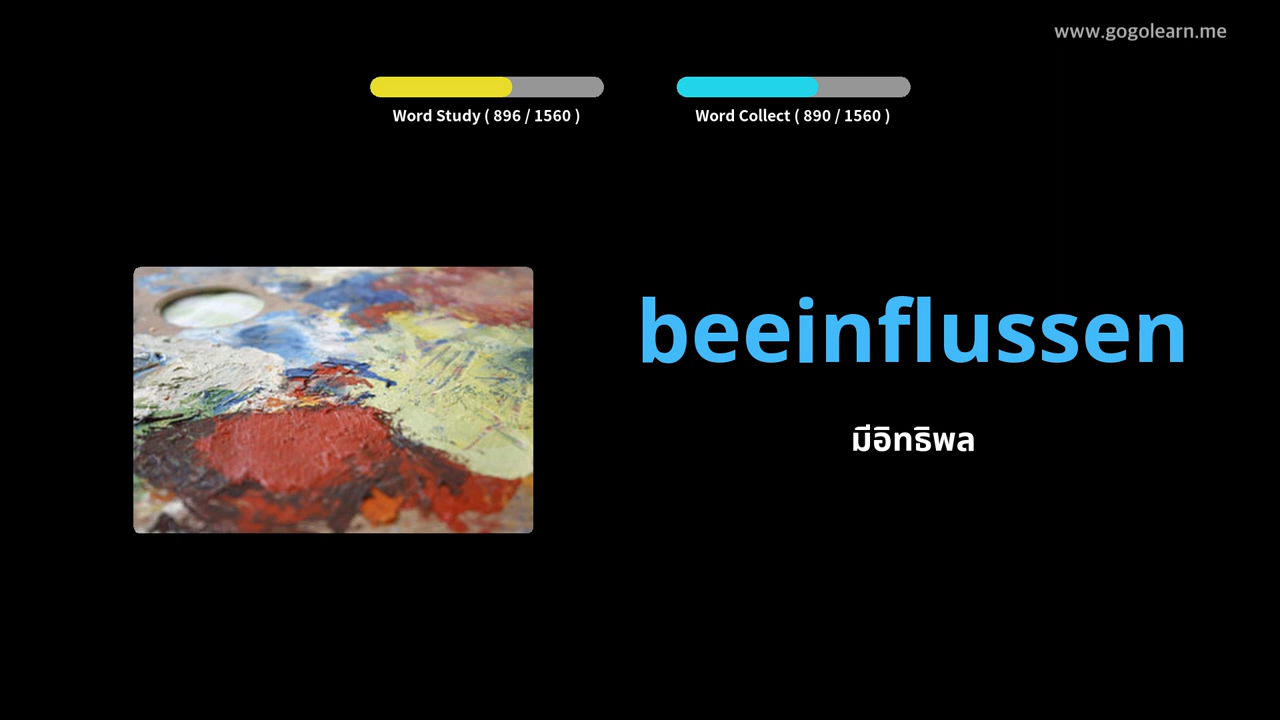 www.gogolearn.me
Word Study ( 896 / 1560 )
Word Collect ( 890 / 1560 )
beeinflussen
มีอิทธิพล